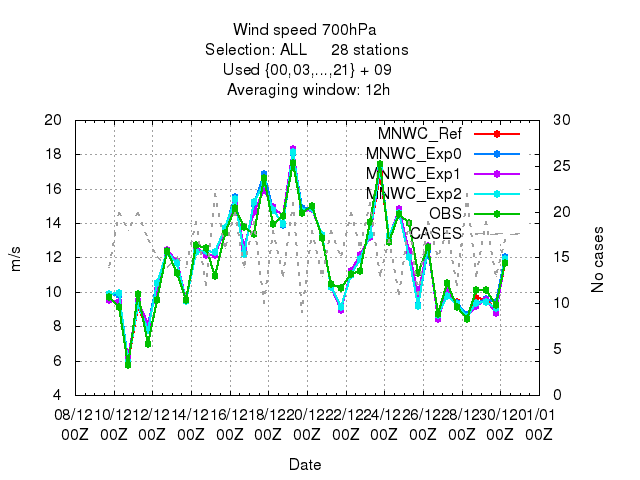 Wind speed 700hPa
Selection: ALL 28 stations
Used {00,03,...,21} + 09
Averaging window: 12h
20 30
18 25
16 20
14 15
12 10
10 5
8 0
6
4
MNWC_Ref
MNWC_Exp0
MNWC_Exp1
MNWC_Exp2
OBS
CASES
m/s
No cases
08/12 10/12 12/12 14/12 16/12 18/12 20/12 22/12 24/12 26/12 28/12 30/12 01/01
00Z 00Z 00Z 00Z 00Z 00Z 00Z 00Z 00Z 00Z 00Z 00Z 00Z
Date